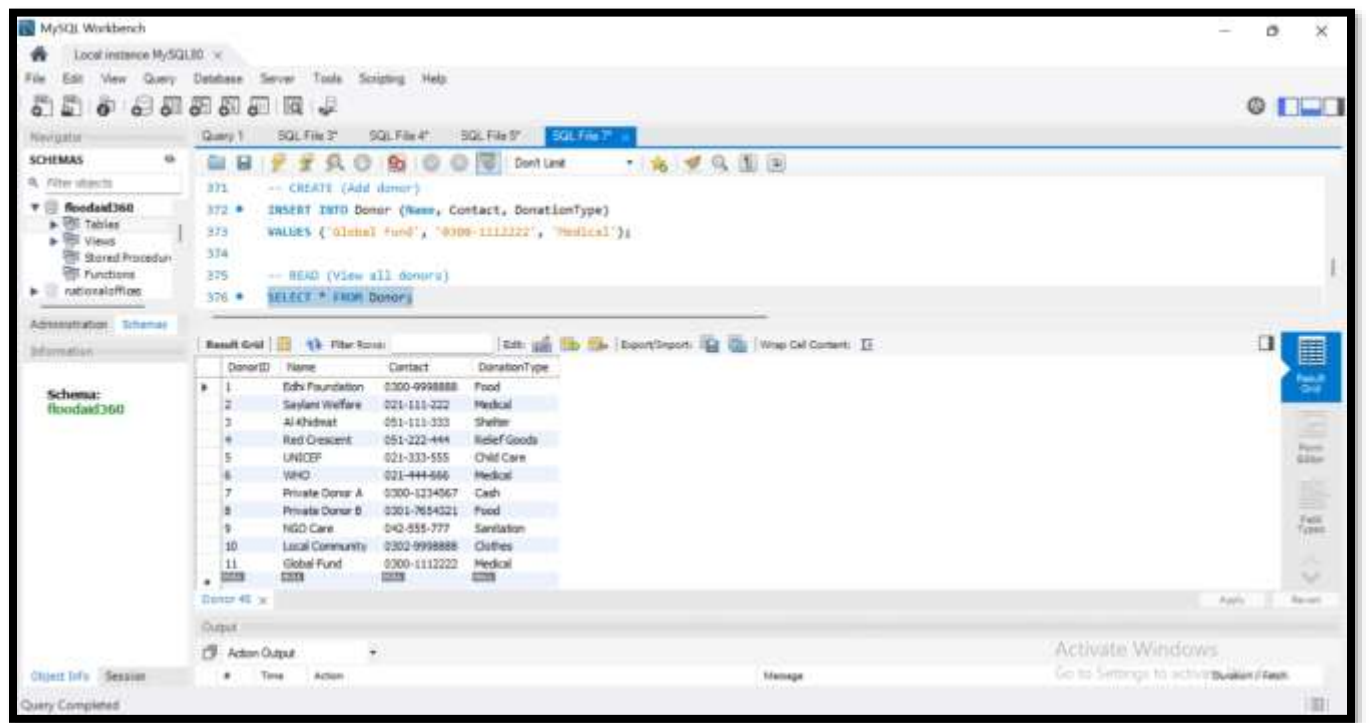 MySQL Workbench
Local instance MySQL80 ×
File Edit View Query Database Server Tools Scripting Help
Navigator
Query 1 SQL File 3* SQL File 4* SQL File 5* SQL File 7* ×
SCHEMAS
Filter objects
floodaid360
Tables
Views
Stored Procedur
Functions
nationaloffices
Administration Schemas
Information
Schema:
floodaid360
Object Info Session
Don't Limit
371 -- CREATE (Add donor)
372 INSERT INTO Donor (Name, Contact, DonationType)
373 VALUES ('Global Fund', '0300-1112222', 'Medical');
374
375 -- READ (View all donors)
376 SELECT * FROM Donor;
Result Grid Filter Rows: Edit: Export/Import: Wrap Cell Content:
DonorID Name Contact DonationType
1 Edhi Foundation 0300-9998888 Food
2 Saylani Welfare 021-111-222 Medical
3 Al-Khidmat 051-111-333 Shelter
4 Red Crescent 051-222-444 Relief Goods
5 UNICEF 021-333-555 Child Care
6 WHO 021-444-666 Medical
7 Private Donor A 0300-1234567 Cash
8 Private Donor B 0301-7654321 Food
9 NGO Care 042-555-777 Sanitation
10 Local Community 0302-9998888 Clothes
11 Global Fund 0300-1112222 Medical
NULL NULL NULL NULL
Result Grid
Form Editor
Field Types
Apply Revert
Output
Action Output
# Time Action Message Duration / Fetch
Activate Windows
Go to Settings to activ
Query Completed